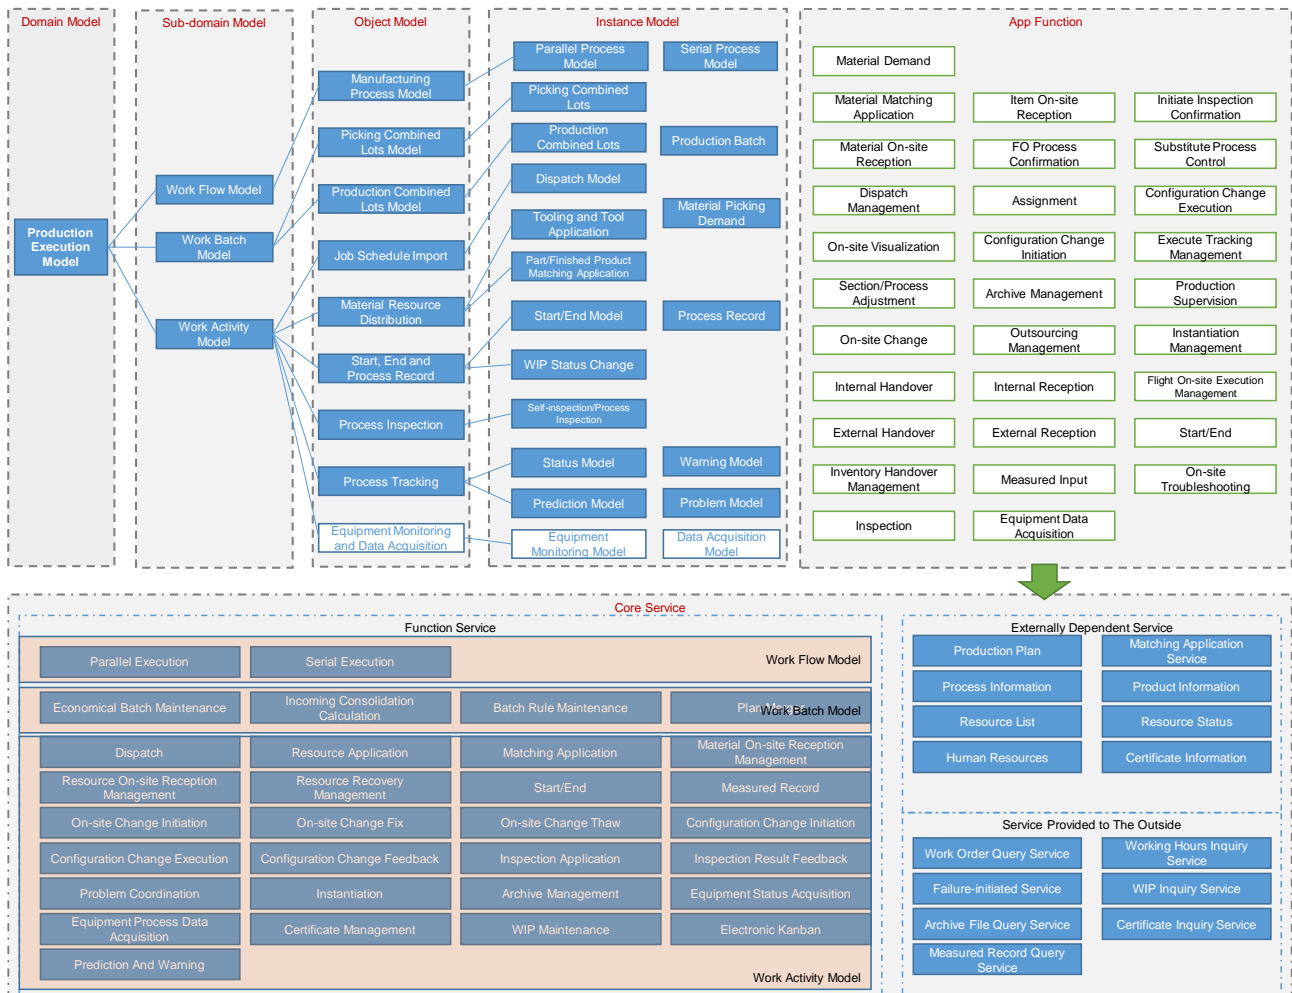 Domain Model
Production
Execution
Model
Sub-domain Model
Work Flow Model
Work Batch
Model
Work Activity
Model
Object Model
Manufacturing
Process Model
Picking Combined
Lots Model
Production Combined
Lots Model
Job Schedule Import
Material Resource
Distribution
Start, End and
Process Record
Process Inspection
Process Tracking
Equipment Monitoring
and Data Acquisition
Instance Model
Parallel Process
Model
Serial Process
Model
Picking Combined
Lots
Production
Combined Lots
Production Batch
Dispatch Model
Material Picking
Demand
Tooling and Tool
Application
Part/Finished Product
Matching Application
Start/End Model
Process Record
WIP Status Change
Self-inspection/Process
Inspection
Status Model
Warning Model
Prediction Model
Problem Model
Equipment
Monitoring Model
Data Acquisition
Model
App Function
Material Demand
Material Matching
Application
Item On-site
Reception
Initiate Inspection
Confirmation
Material On-site
Reception
FO Process
Confirmation
Substitute Process
Control
Dispatch
Management
Assignment
Configuration Change
Execution
On-site Visualization
Configuration Change
Initiation
Execute Tracking
Management
Section/Process
Adjustment
Archive Management
Production
Supervision
On-site Change
Outsourcing
Management
Instantiation
Management
Internal Handover
Internal Reception
Flight On-site Execution
Management
External Handover
External Reception
Start/End
Inventory Handover
Management
Measured Input
On-site
Troubleshooting
Inspection
Equipment Data
Acquisition
Core Service
Function Service
Parallel Execution
Serial Execution
Work Flow Model
Economical Batch Maintenance
Incoming Consolidation
Calculation
Batch Rule Maintenance
Plan Merge
Work Batch Model
Dispatch
Resource Application
Matching Application
Material On-site Reception
Management
Resource On-site Reception
Management
Resource Recovery
Management
Start/End
Measured Record
On-site Change Initiation
On-site Change Fix
On-site Change Thaw
Configuration Change Initiation
Configuration Change Execution
Configuration Change Feedback
Inspection Application
Inspection Result Feedback
Problem Coordination
Instantiation
Archive Management
Equipment Status Acquisition
Equipment Process Data
Acquisition
Certificate Management
WIP Maintenance
Electronic Kanban
Prediction And Warning
Work Activity Model
Externally Dependent Service
Production Plan
Matching Application
Service
Process Information
Product Information
Resource List
Resource Status
Human Resources
Certificate Information
Service Provided to The Outside
Work Order Query Service
Working Hours Inquiry
Service
Failure-initiated Service
WIP Inquiry Service
Archive File Query Service
Certificate Inquiry Service
Measured Record Query
Service